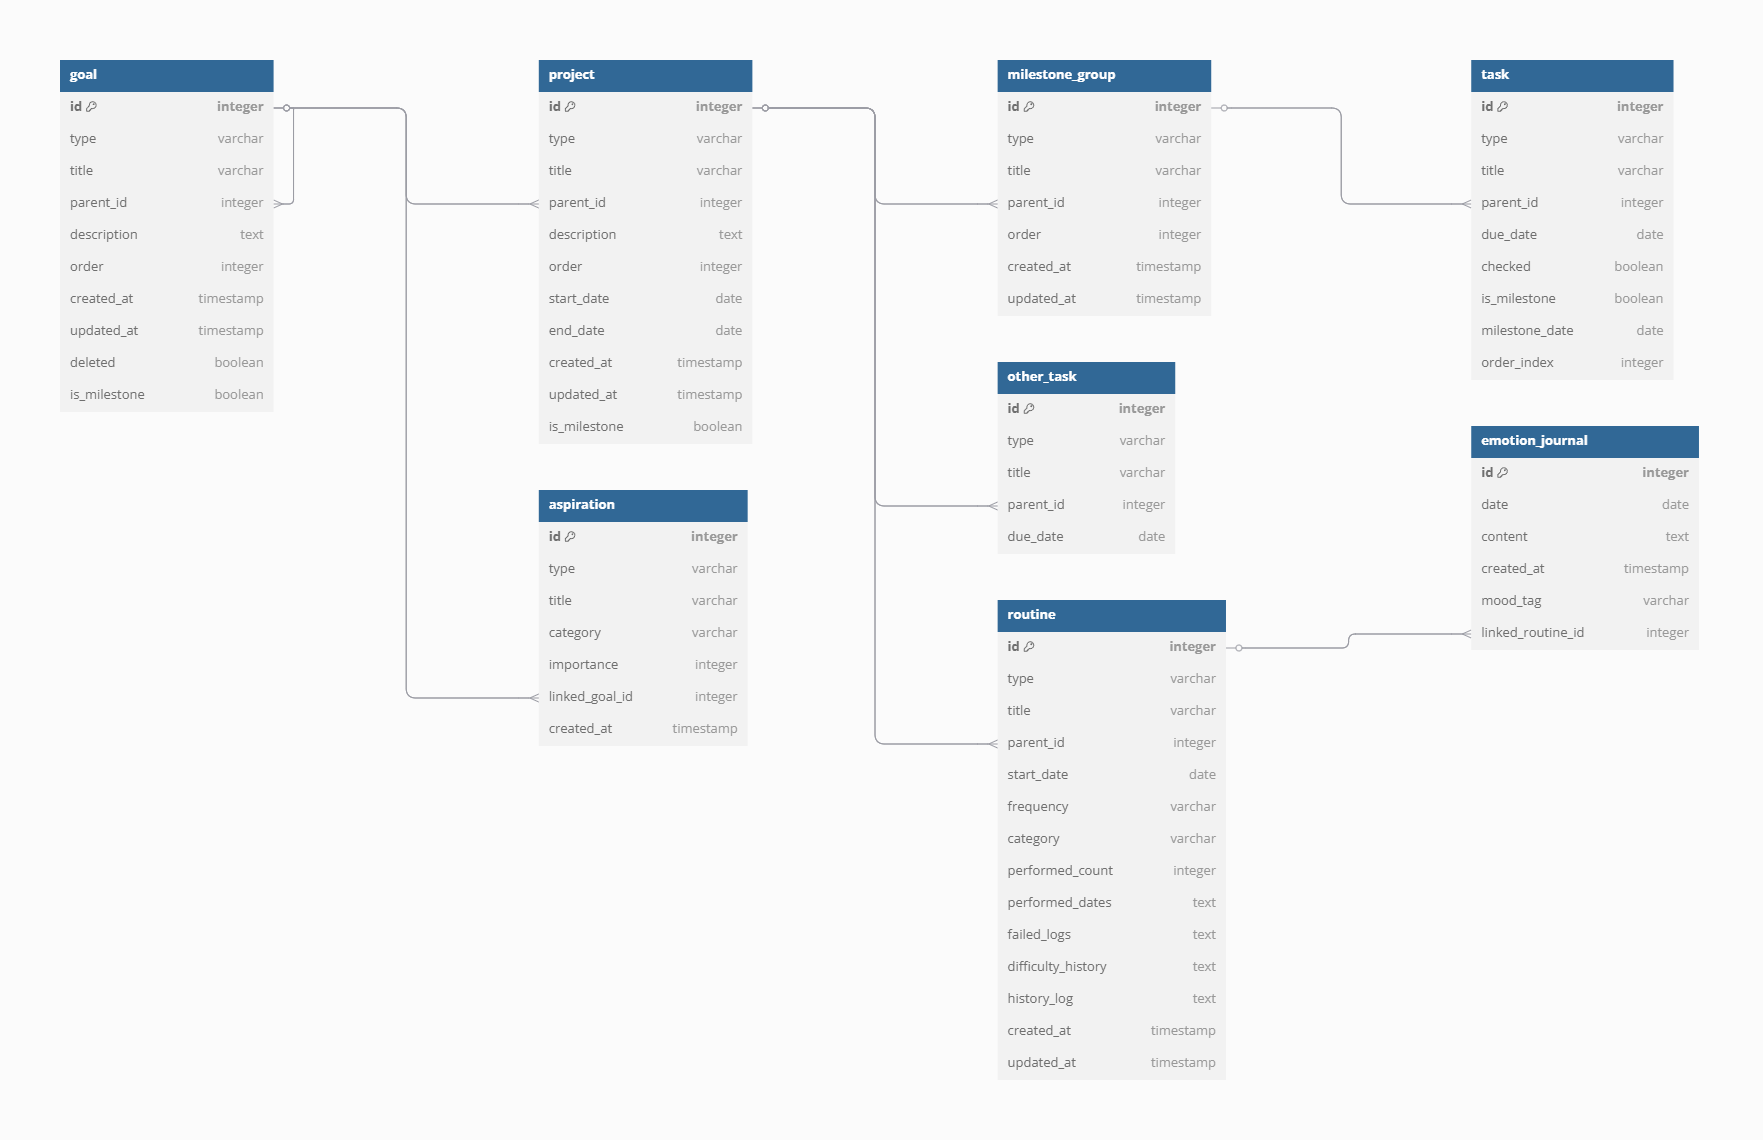 goal
id integer
type varchar
title varchar
parent_id integer
description text
order integer
created_at timestamp
updated_at timestamp
deleted boolean
is_milestone boolean
project
id integer
type varchar
title varchar
parent_id integer
description text
order integer
start_date date
end_date date
created_at timestamp
updated_at timestamp
is_milestone boolean
aspiration
id integer
type varchar
title varchar
category varchar
importance integer
linked_goal_id integer
created_at timestamp
milestone_group
id integer
type varchar
title varchar
parent_id integer
order integer
created_at timestamp
updated_at timestamp
other_task
id integer
type varchar
title varchar
parent_id integer
due_date date
routine
id integer
type varchar
title varchar
parent_id integer
start_date date
frequency varchar
category varchar
performed_count integer
performed_dates text
failed_logs text
difficulty_history text
history_log text
created_at timestamp
updated_at timestamp
task
id integer
type varchar
title varchar
parent_id integer
due_date date
checked boolean
is_milestone boolean
milestone_date date
order_index integer
emotion_journal
id integer
date date
content text
created_at timestamp
mood_tag varchar
linked_routine_id integer